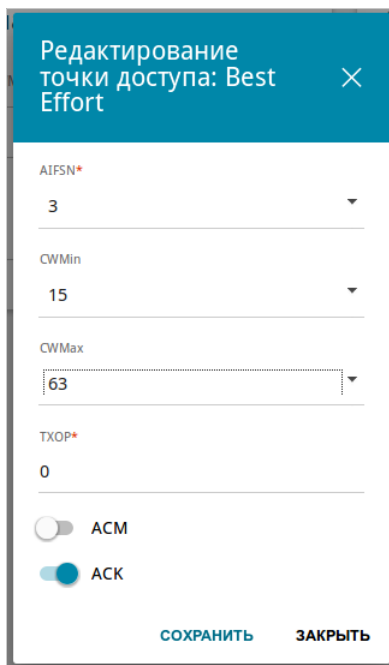 Редактирование
точки доступа: Best
Effort
AIFSN*
3
CWMin
15
CWMax
63
TXOP*
0
ACM
ACK
СОХРАНИТЬ ЗАКРЫТЬ